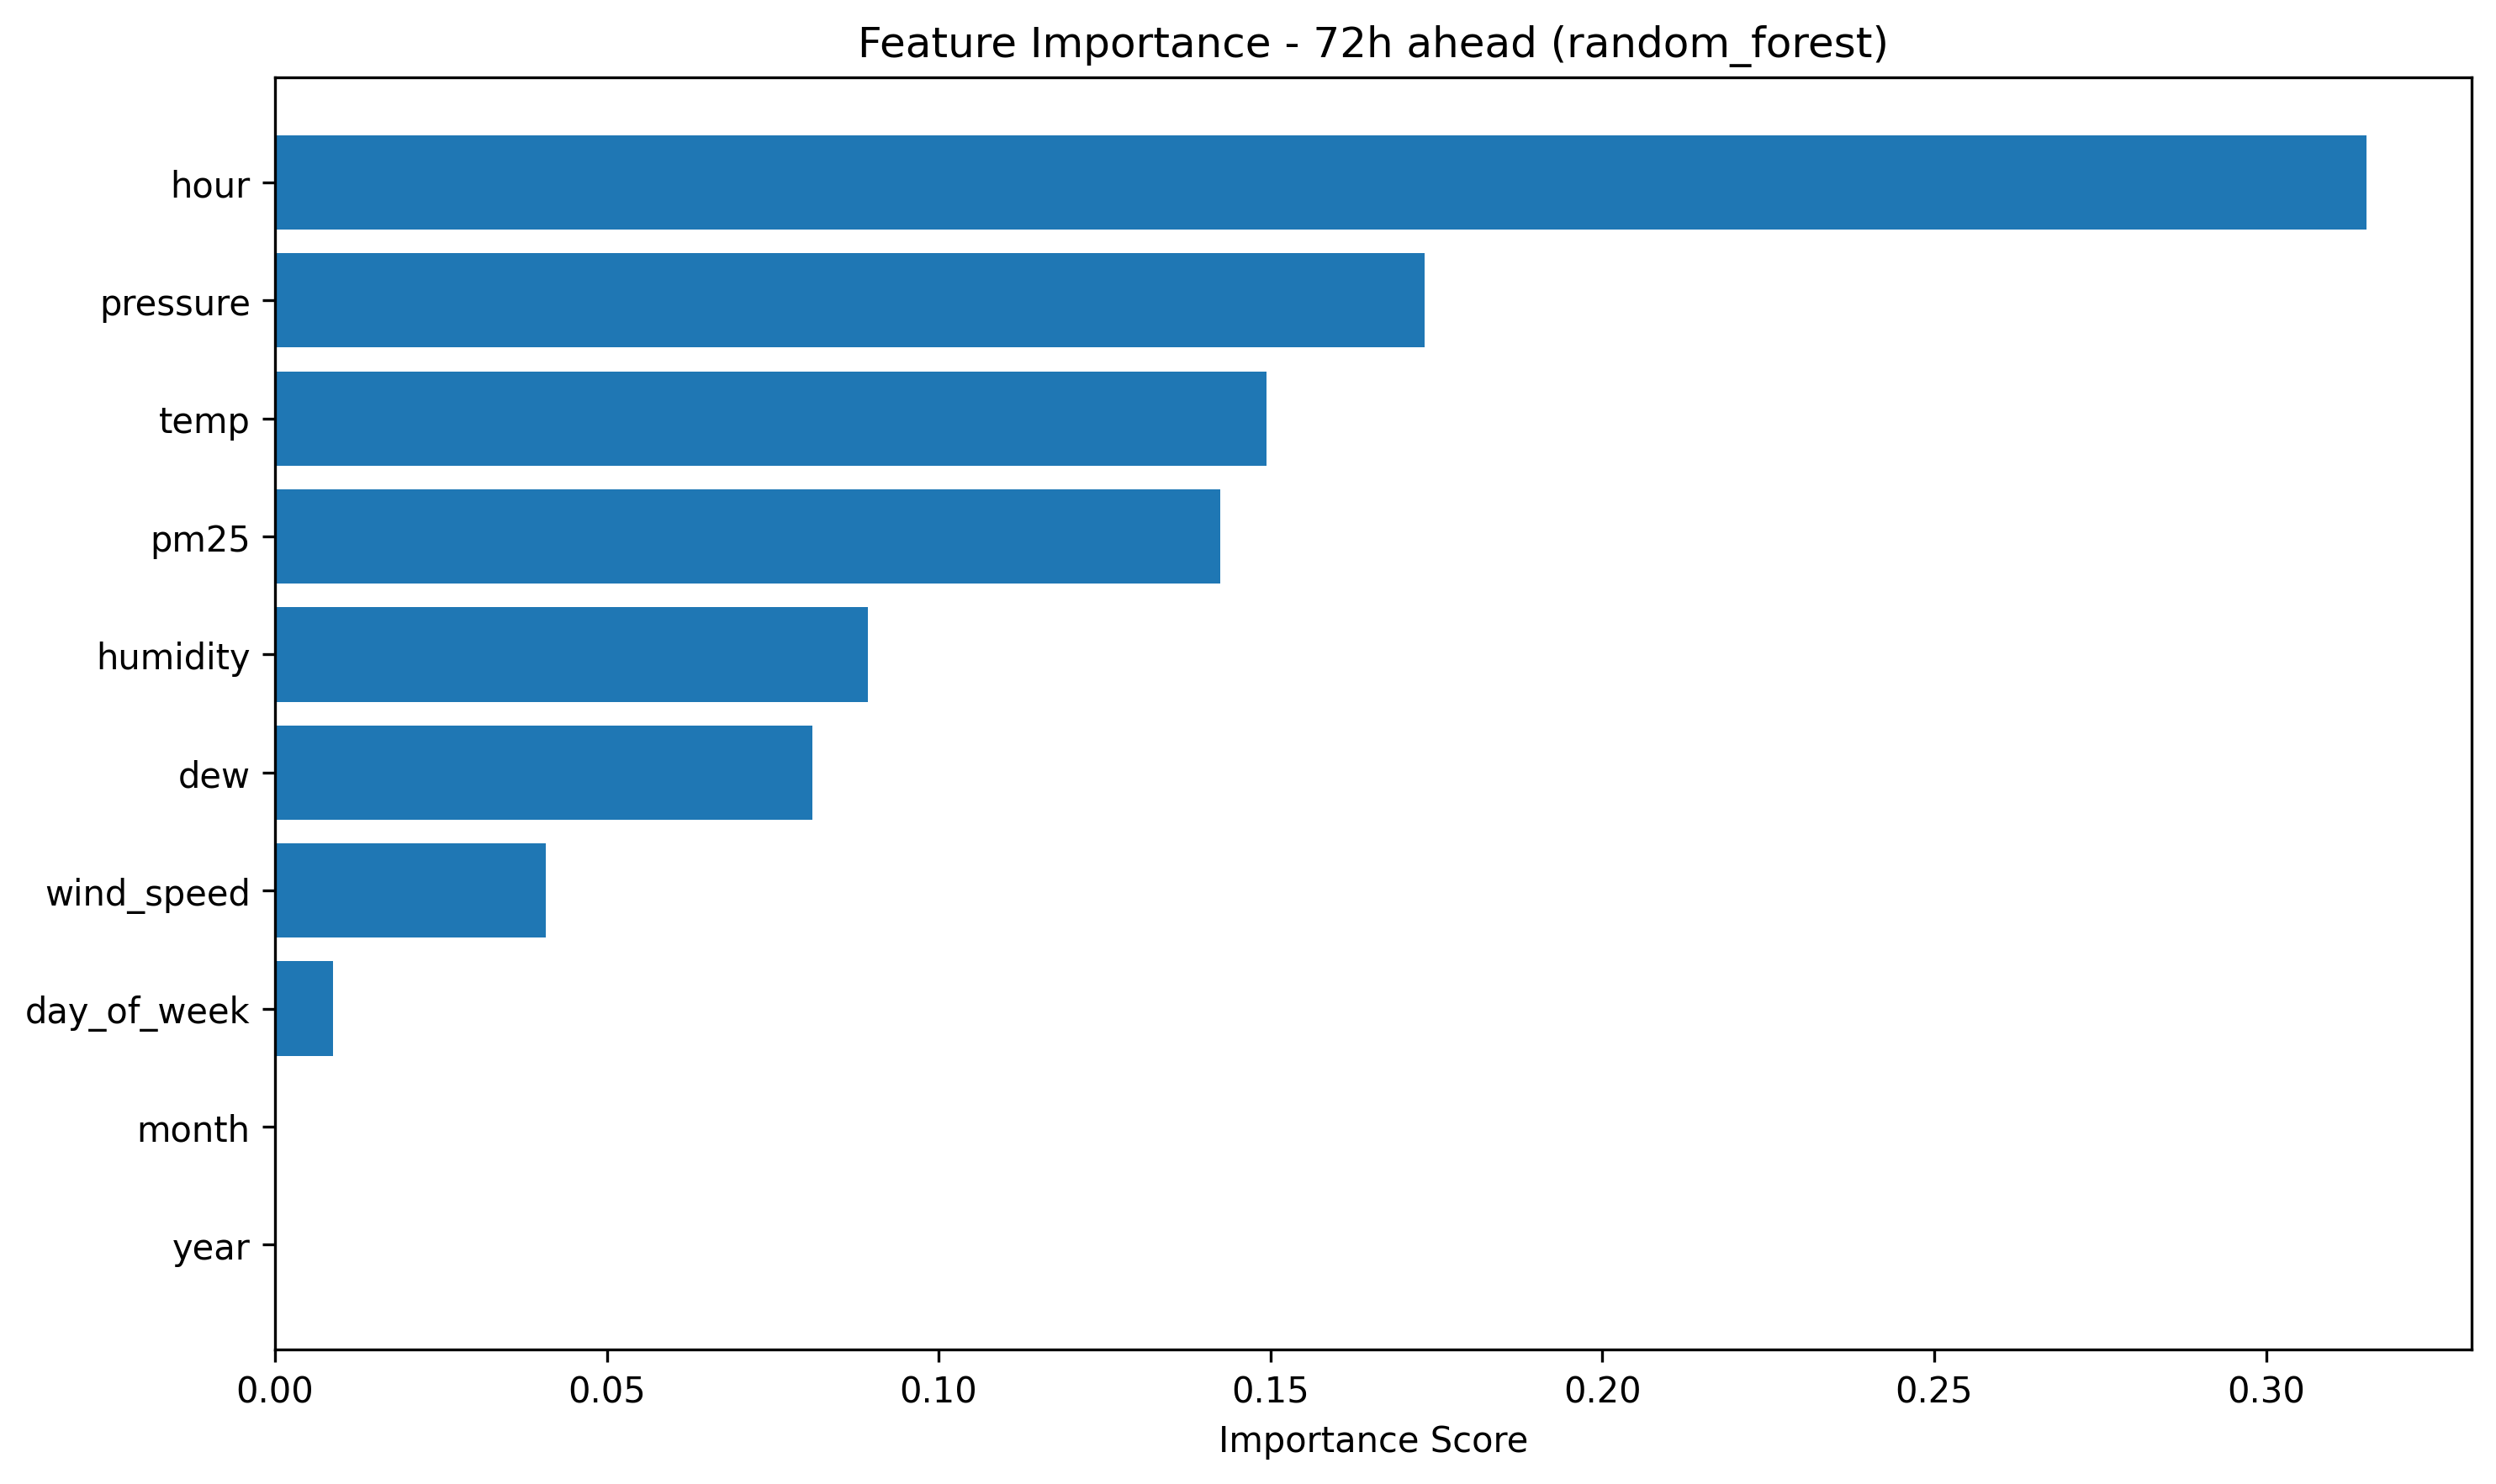 Feature Importance - 72h ahead (random_forest)
hour
pressure
temp
pm25
humidity
dew
wind_speed
day_of_week
month
year
0.00 0.05 0.10 0.15 0.20 0.25 0.30
Importance Score